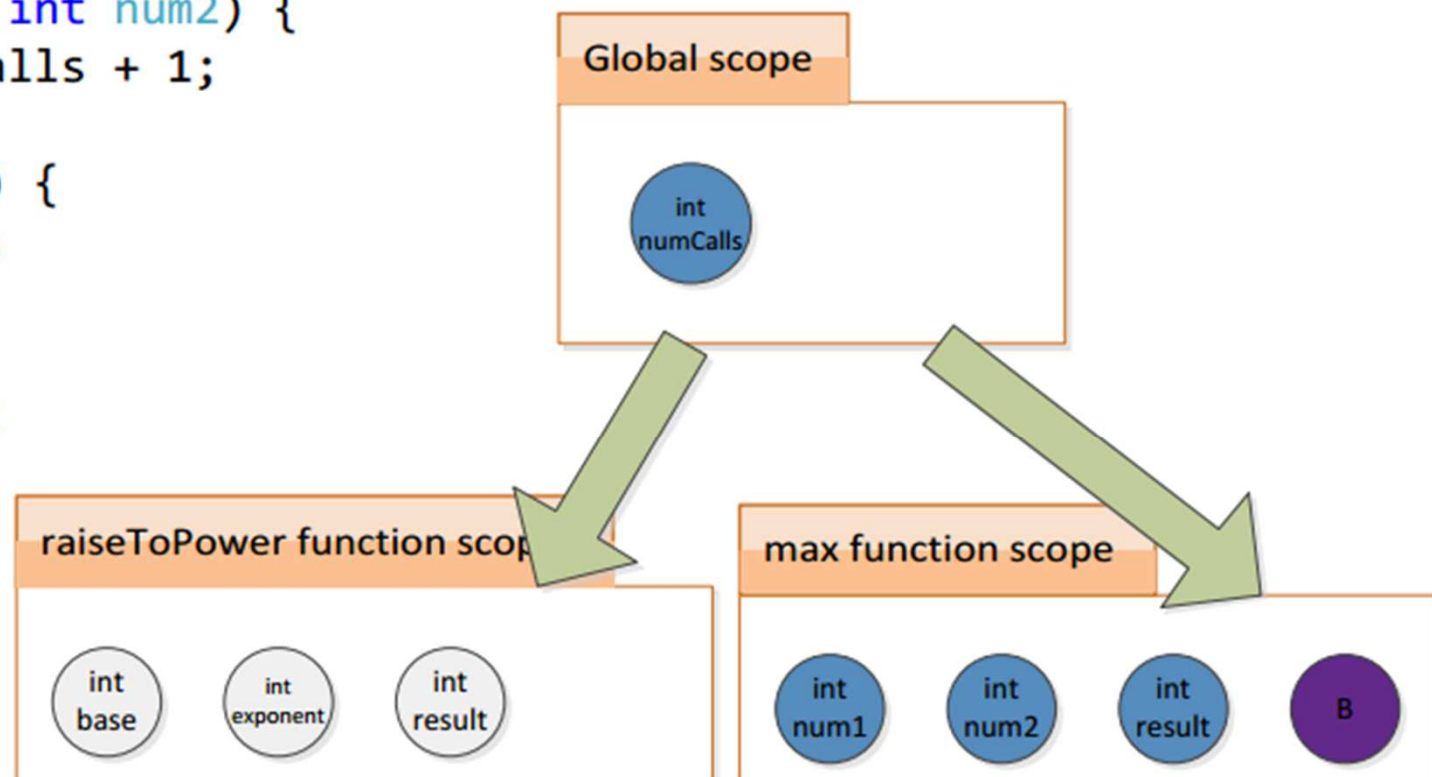 int num2) {
alls + 1;
) {
Global scope
int
numCalls
raiseToPower function scop
max function scope
int
base
int
exponent
int
result
int
num1
int
num2
int
result
B